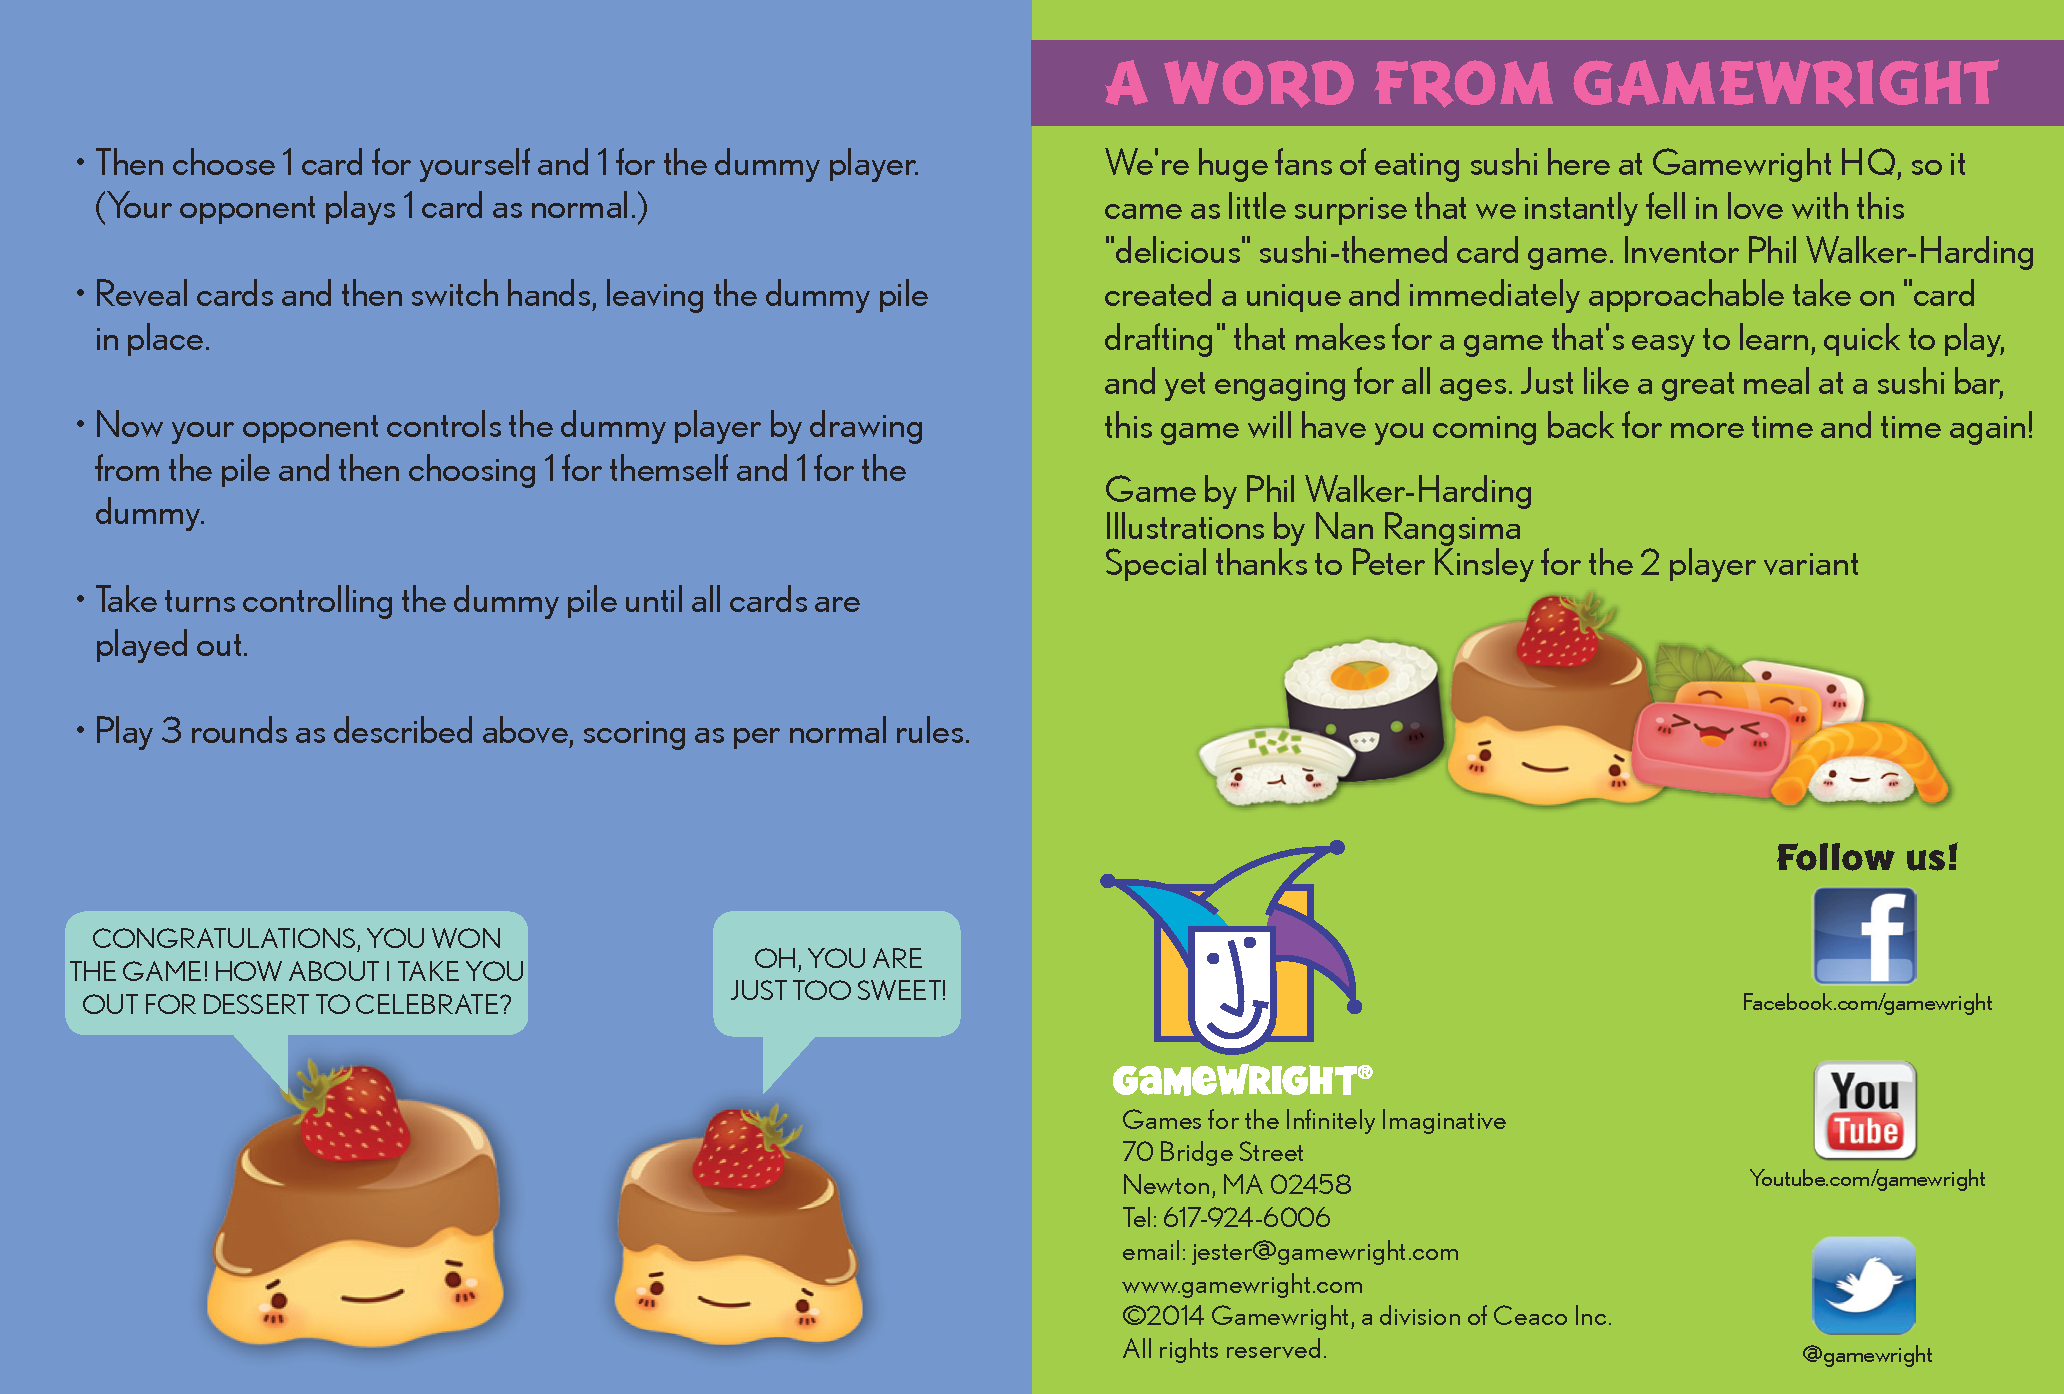 • Then choose 1 card for yourself and 1 for the dummy player.
(Your opponent plays 1 card as normal.)
• Reveal cards and then switch hands, leaving the dummy pile
in place.
• Now your opponent controls the dummy player by drawing
from the pile and then choosing 1 for themself and 1 for the
dummy.
• Take turns controlling the dummy pile until all cards are
played out.
• Play 3 rounds as described above, scoring as per normal rules.
CONGRATULATIONS, YOU WON
THE GAME! HOW ABOUT I TAKE YOU
OUT FOR DESSERT TO CELEBRATE?
OH, YOU ARE
JUST TOO SWEET!
A WORD FROM GAMEWRIGHT
We're huge fans of eating sushi here at Gamewright HQ, so it
came as little surprise that we instantly fell in love with this
"delicious" sushi-themed card game. Inventor Phil Walker-Harding
created a unique and immediately approachable take on "card
drafting" that makes for a game that's easy to learn, quick to play,
and yet engaging for all ages. Just like a great meal at a sushi bar,
this game will have you coming back for more time and time again!
Game by Phil Walker-Harding
Illustrations by Nan Rangsima
Special thanks to Peter Kinsley for the 2 player variant
GAMEWRIGHT®
Games for the Infinitely Imaginative
70 Bridge Street
Newton, MA 02458
Tel: 617-924-6006
email: jester@gamewright.com
www.gamewright.com
©2014 Gamewright, a division of Ceaco Inc.
All rights reserved.
Follow us!
f
Facebook.com/gamewright
You
Tube
Youtube.com/gamewright
@gamewright